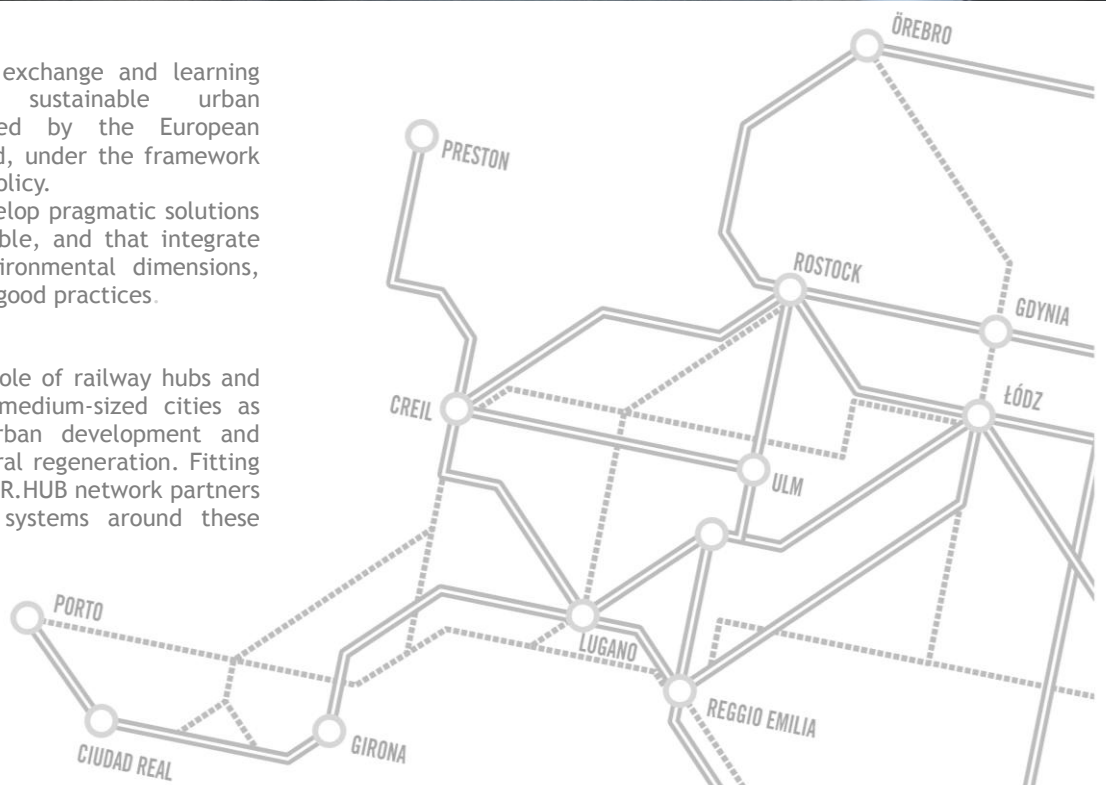 exchange and learning
sustainable urban
ed by the European
d, under the framework
olicy.
elop pragmatic solutions
ble, and that integrate
vironmental dimensions,
good practices.
ole of railway hubs and
medium-sized cities as
rban development and
ral regeneration. Fitting
R.HUB network partners
systems around these
ÖREBRO
PRESTON
ROSTOCK
GDYNIA
CREIL
ŁÓDZ
ULM
PORTO
LUGANO
REGGIO EMILIA
GIRONA
CIUDAD REAL